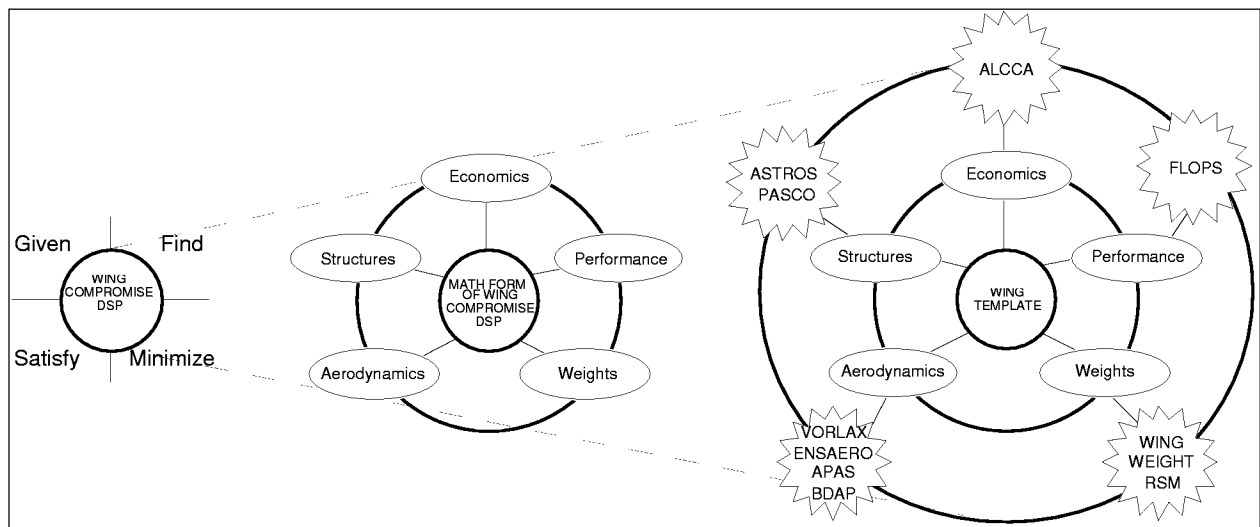 Given
Find
WING
COMPROMISE
DSP
Satisfy
Minimize
Economics
Structures
Performance
MATH FORM
OF WING
COMPROMISE
DSP
Aerodynamics
Weights
ALCCA
ASTROS
PASCO
FLOPS
Economics
Structures
Performance
WING
TEMPLATE
Aerodynamics
Weights
VORLAX
ENSAERO
APAS
BDAP
WING
WEIGHT
RSM